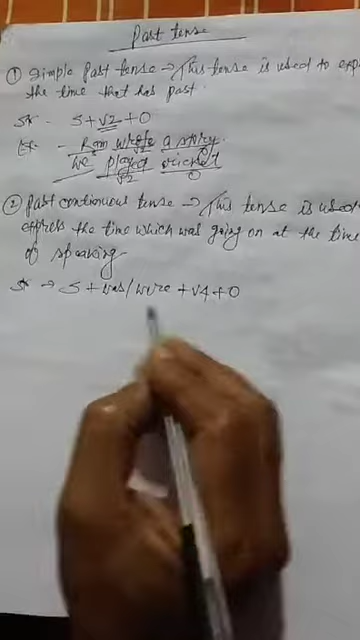 Past tense
① Simple Past tense → This tense is used to exp
the time that has past.
St - S+V2+O
Ex. - Ram wrote a story.
We played cricket
V2 O
② Past continuous tense → This tense is used
express the time which was going on at the time
of speaking
St → S + was/were + V4 + O